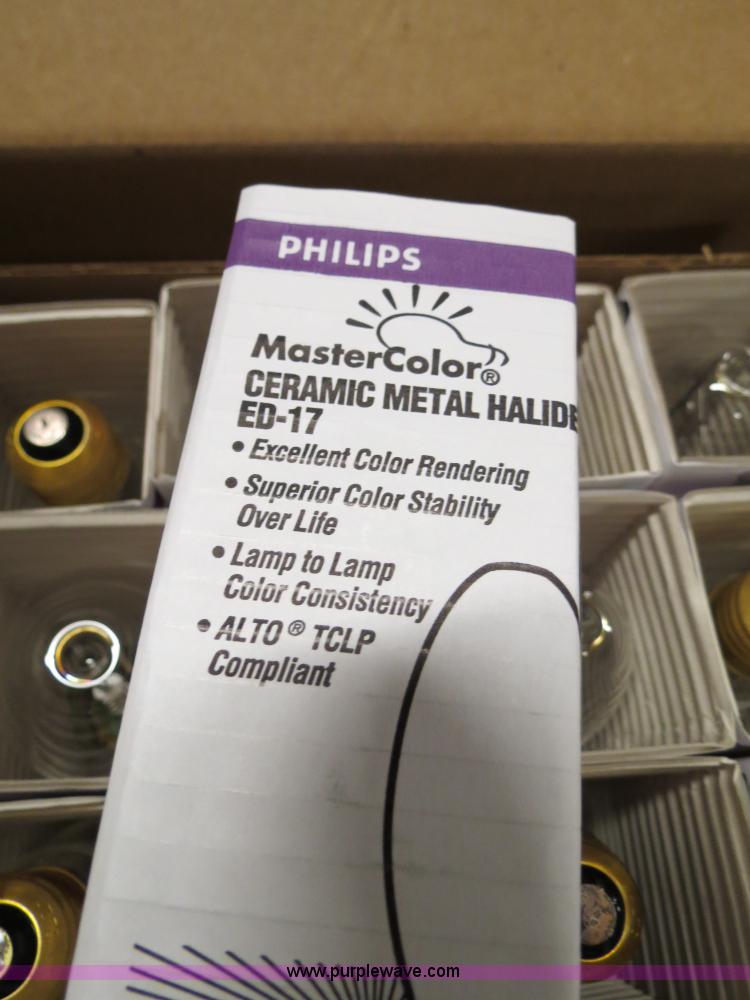 PHILIPS
MasterColor®
CERAMIC METAL HALIDE
ED-17
• Excellent Color Rendering
• Superior Color Stability
Over Life
• Lamp to Lamp
Color Consistency
• ALTO® TCLP
Compliant
www.purplewave.com